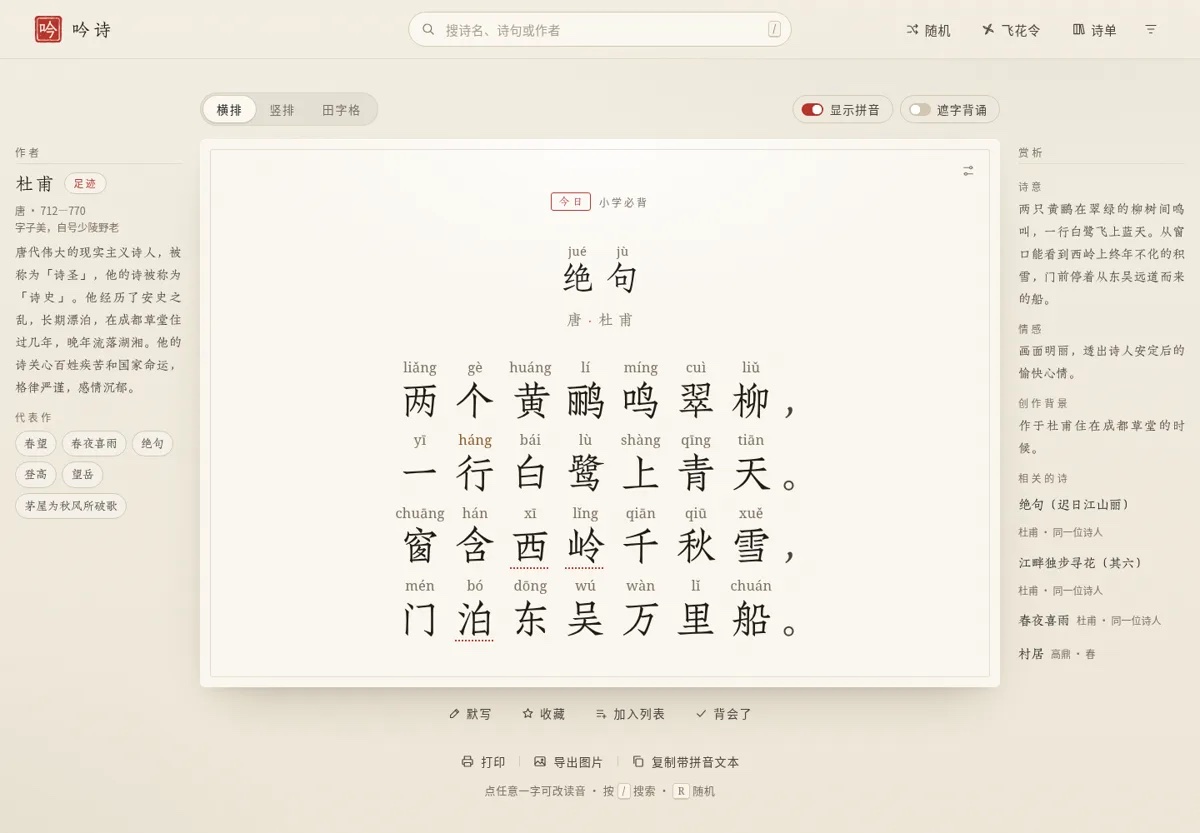 吟 吟诗
搜诗名、诗句或作者 /
随机 飞花令 诗单
横排 竖排 田字格
显示拼音 遮字背诵
作者
杜甫 足迹
唐・712—770
字子美，自号少陵野老
唐代伟大的现实主义诗人，被
称为「诗圣」，他的诗被称为
「诗史」。他经历了安史之
乱，长期漂泊，在成都草堂住
过几年，晚年流落湖湘。他的
诗关心百姓疾苦和国家命运，
格律严谨，感情沉郁。
代表作
春望 春夜喜雨 绝句
登高 望岳
茅屋为秋风所破歌
今日 小学必背
jué jù
绝句
唐 · 杜甫
liǎng gè huáng lí míng cuì liǔ
两个黄鹂鸣翠柳，
yī háng bái lù shàng qīng tiān
一行白鹭上青天。
chuāng hán xī lǐng qiān qiū xuě
窗含西岭千秋雪，
mén bó dōng wú wàn lǐ chuán
门泊东吴万里船。
赏析
诗意
两只黄鹂在翠绿的柳树间鸣
叫，一行白鹭飞上蓝天。从窗
口能看到西岭上终年不化的积
雪，门前停着从东吴远道而来
的船。
情感
画面明丽，透出诗人安定后的
愉快心情。
创作背景
作于杜甫住在成都草堂的时
候。
相关的诗
绝句（迟日江山丽）
杜甫・同一位诗人
江畔独步寻花（其六）
杜甫・同一位诗人
春夜喜雨 杜甫・同一位诗人
村居 高鼎・春
默写 收藏 加入列表 背会了
打印 导出图片 复制带拼音文本
点任意一字可改读音・按 / 搜索・ R 随机